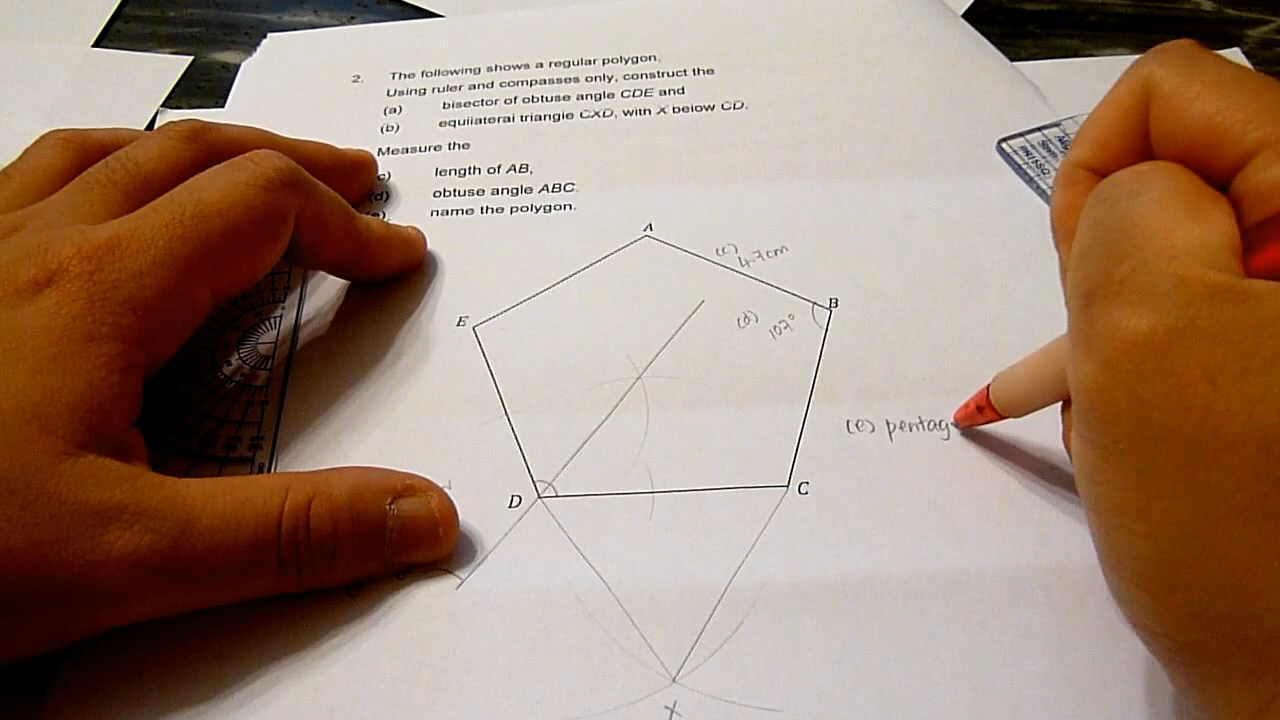 2. The following shows a regular polygon.
Using ruler and compasses only, construct the
(a) bisector of obtuse angle CDE and
(b) equilateral triangle CXD, with X below CD.
Measure the
c) length of AB,
(d) obtuse angle ABC.
(e) name the polygon.
A
(c) 4.7cm
B
E
(d) 107°
(e) pentag
D
C
X